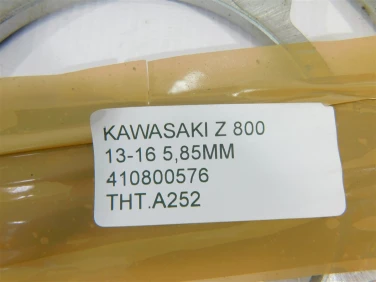 KAWASAKI Z 800
13-16 5,85MM
410800576
THT.A252